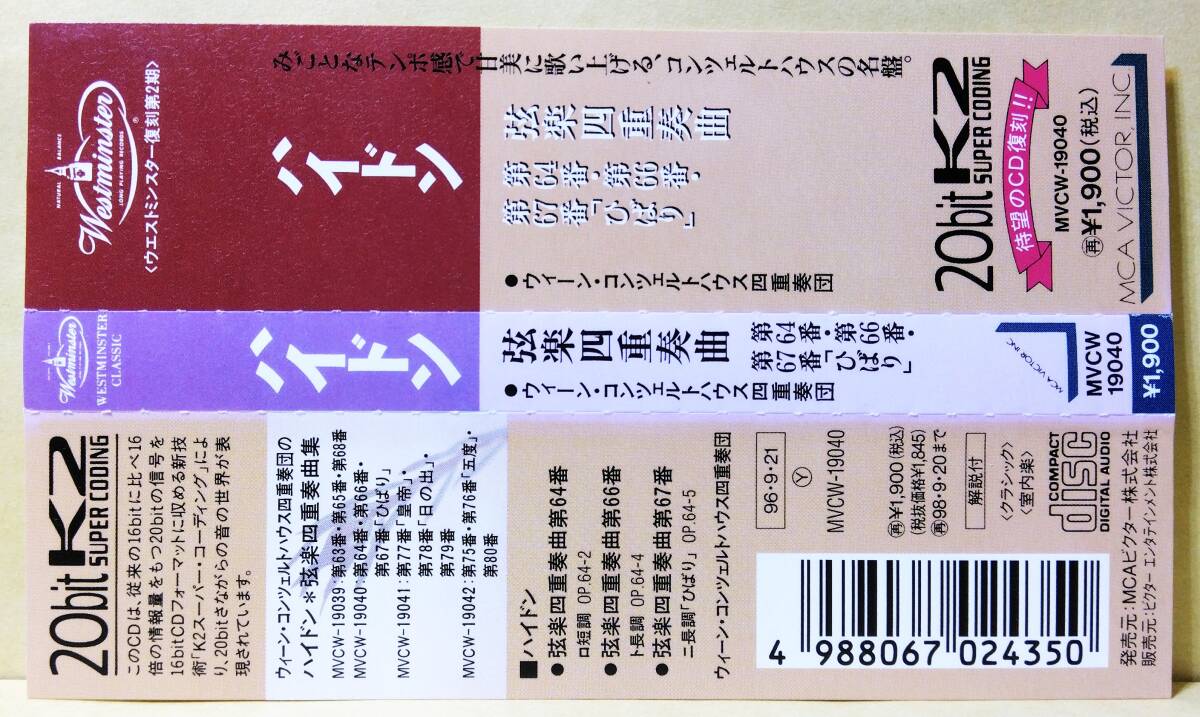 NATURAL BALANCE
Westminster®
LONG PLAYING RECORDS
〈ウエストミンスター復刻第2期〉
ハイドン
みごとなテンポ感で甘美に歌い上げる、コンツェルトハウスの名盤。
弦楽四重奏曲
第64番・第66番・
第67番「ひばり」
●ウィーン・コンツェルトハウス四重奏団
20bit K2
SUPER CODING
待望のCD復刻!!
MVCW-19040
再¥1,900(税込)
MCA VICTOR, INC
Westminster
WESTMINSTER
CLASSIC
ハイドン
弦楽四重奏曲
第64番・第66番・
第67番「ひばり」
●ウィーン・コンツェルトハウス四重奏団
MCA VICTOR INC
MVCW
19040
¥1,900
20bit K2
SUPER CODING
このCDは、従来の16bitに比べ16
倍の情報量をもつ20bitの信号を
16bitCDフォーマットに収める新技
術「K2スーパー・コーディング」によ
り、20bitさながらの音の世界が表
現されています。
ウィーン・コンツェルトハウス四重奏団の
ハイドン＊弦楽四重奏曲集
MVCW-19039:第63番・第65番・第68番
MVCW-19040:第64番・第66番・
第67番「ひばり」
MVCW-19041:第77番「皇帝」・
第78番「日の出」・
第79番
MVCW-19042:第75番・第76番「五度」・
第80番
■ハイドン
●弦楽四重奏曲第64番
ロ短調 OP.64-2
●弦楽四重奏曲第66番
ト長調 OP.64-4
●弦楽四重奏曲第67番
ニ長調「ひばり」 OP.64-5
ウィーン・コンツェルトハウス四重奏団
96・9・21
Y
MVCW-19040
再¥1,900(税込)
(税抜価格¥1,845)
再98・9・20まで
解説付
〈クラシック〉
〈室内楽〉
COMPACT
disc
DIGITAL AUDIO
4 988067 024350
発売元:MCAビクター株式会社
販売元:ビクター エンタテインメント株式会社